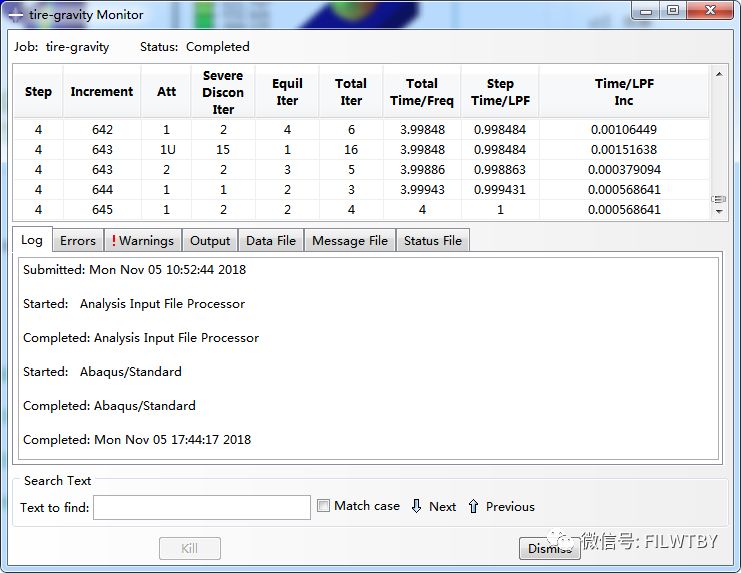 tire-gravity Monitor
Job: tire-gravity Status: Completed
Step Increment Att Severe Discon Iter Equil Iter Total Iter Total Time/Freq Step Time/LPF Time/LPF Inc
4 642 1 2 4 6 3.99848 0.998484 0.00106449
4 643 1U 15 1 16 3.99848 0.998484 0.00151638
4 643 2 2 3 5 3.99886 0.998863 0.000379094
4 644 1 1 2 3 3.99943 0.999431 0.000568641
4 645 1 2 2 4 4 1 0.000568641
Log Errors ! Warnings Output Data File Message File Status File
Submitted: Mon Nov 05 10:52:44 2018
Started: Analysis Input File Processor
Completed: Analysis Input File Processor
Started: Abaqus/Standard
Completed: Abaqus/Standard
Completed: Mon Nov 05 17:44:17 2018
Search Text
Text to find: Match case Next Previous
Kill Dismiss
微信号: FILWTBY